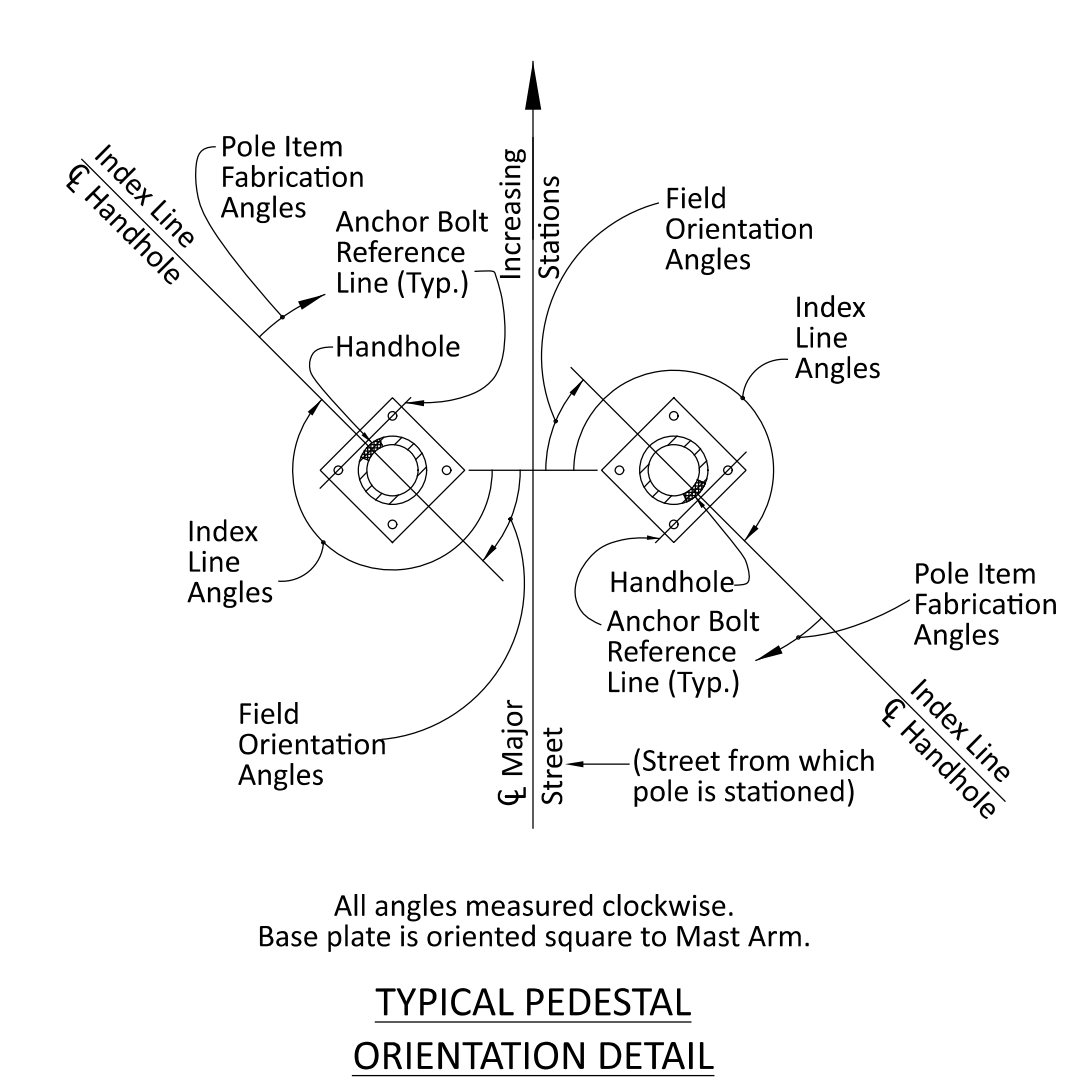 Pole Item
Fabrication
Angles
Index Line
℄ Handhole
Anchor Bolt
Reference
Line (Typ.)
Handhole
Increasing
Stations
Field
Orientation
Angles
Index
Line
Angles
Index
Line
Angles
Handhole
Anchor Bolt
Reference
Line (Typ.)
Pole Item
Fabrication
Angles
Index Line
℄ Handhole
Field
Orientation
Angles
℄ Major
Street
(Street from which
pole is stationed)
All angles measured clockwise.
Base plate is oriented square to Mast Arm.
TYPICAL PEDESTAL
ORIENTATION DETAIL